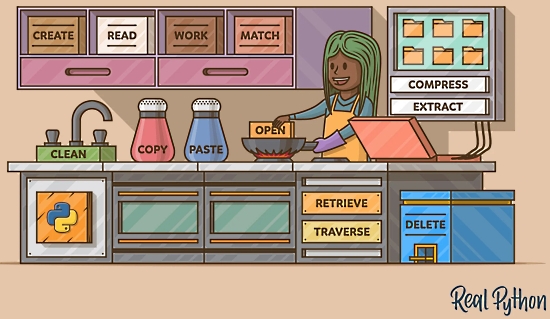 CREATE
READ
WORK
MATCH
COMPRESS
EXTRACT
OPEN
CLEAN
COPY
PASTE
RETRIEVE
TRAVERSE
DELETE
Real Python